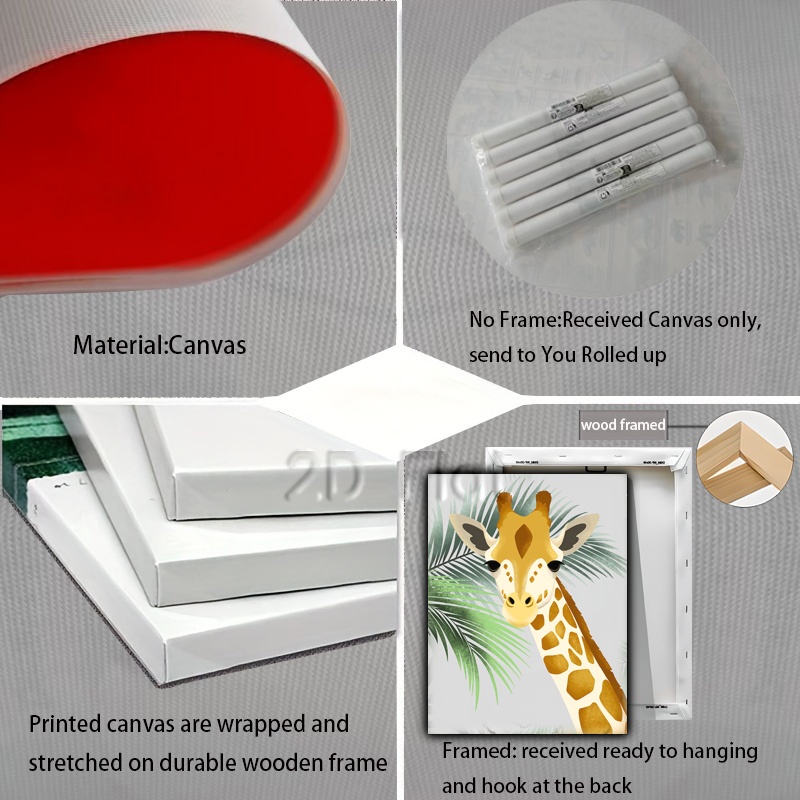 Material:Canvas
No Frame:Received Canvas only,
send to You Rolled up
2D
wood framed
Printed canvas are wrapped and
stretched on durable wooden frame
Framed: received ready to hanging
and hook at the back